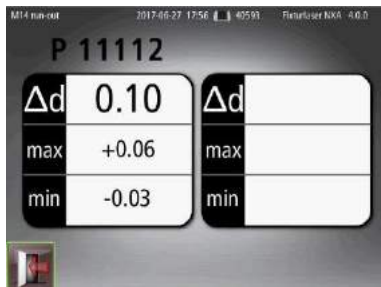 M14 run-out 2017-06-27 17:56 40593 Fixturlaser NXA 4.0.0
P 11112
Δd 0.10 Δd
max +0.06 max
min -0.03 min